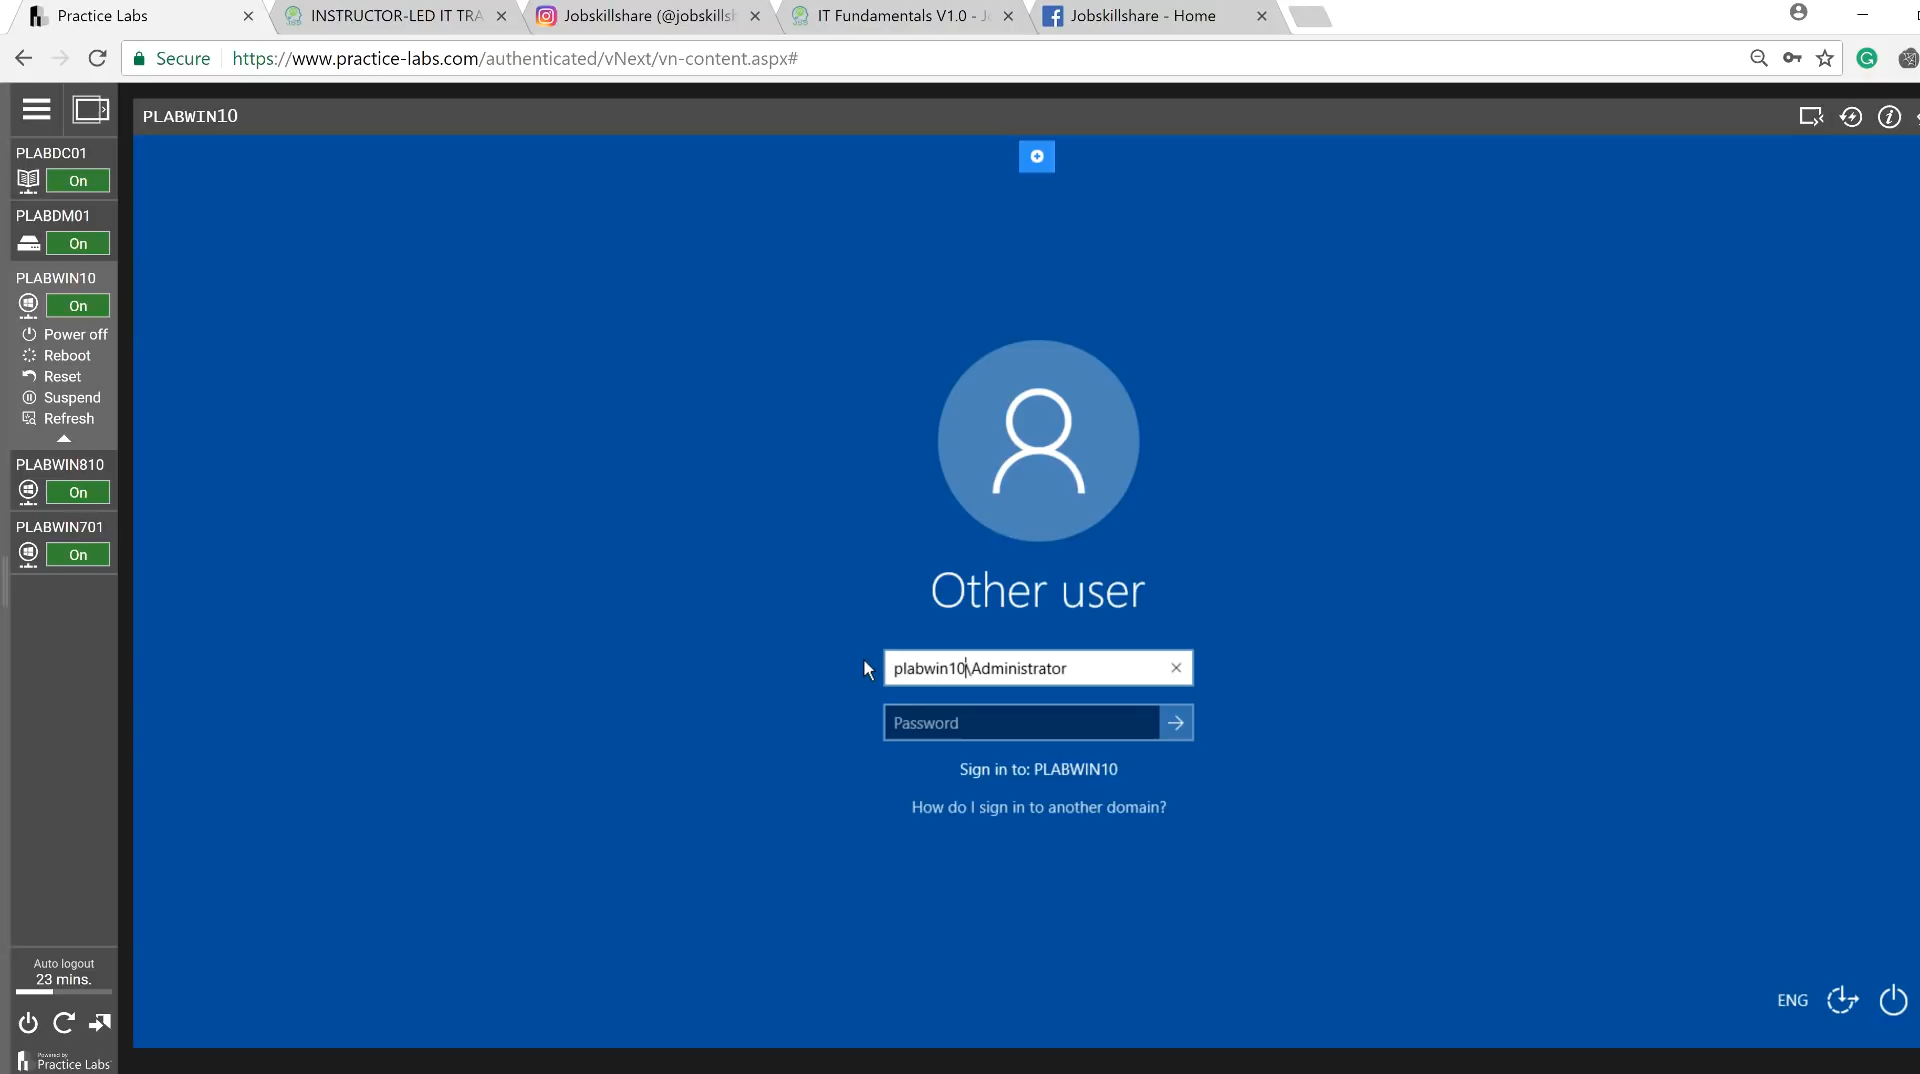 Practice Labs
INSTRUCTOR-LED IT TRA
Jobskillshare (@jobskillsh
IT Fundamentals V1.0 - J
Jobskillshare - Home
Secure
https://www.practice-labs.com/authenticated/vNext/vn-content.aspx#
PLABWIN10
PLABDC01
On
PLABDM01
On
PLABWIN10
On
Power off
Reboot
Reset
Suspend
Refresh
PLABWIN810
On
PLABWIN701
On
Other user
plabwin10\Administrator
Password
Sign in to: PLABWIN10
How do I sign in to another domain?
ENG
Auto logout
23 mins.
Powered by
Practice Labs